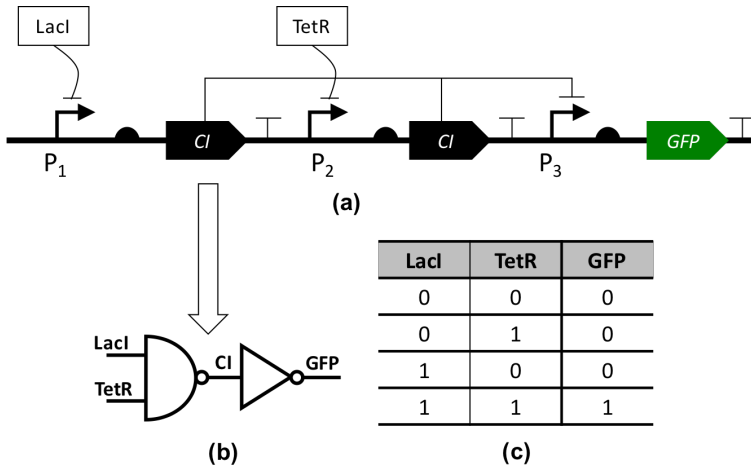 LacI
TetR
CI
CI
GFP
P1
P2
P3
(a)
LacI
TetR
CI
GFP
(b)
LacI TetR GFP
0 0 0
0 1 0
1 0 0
1 1 1
(c)